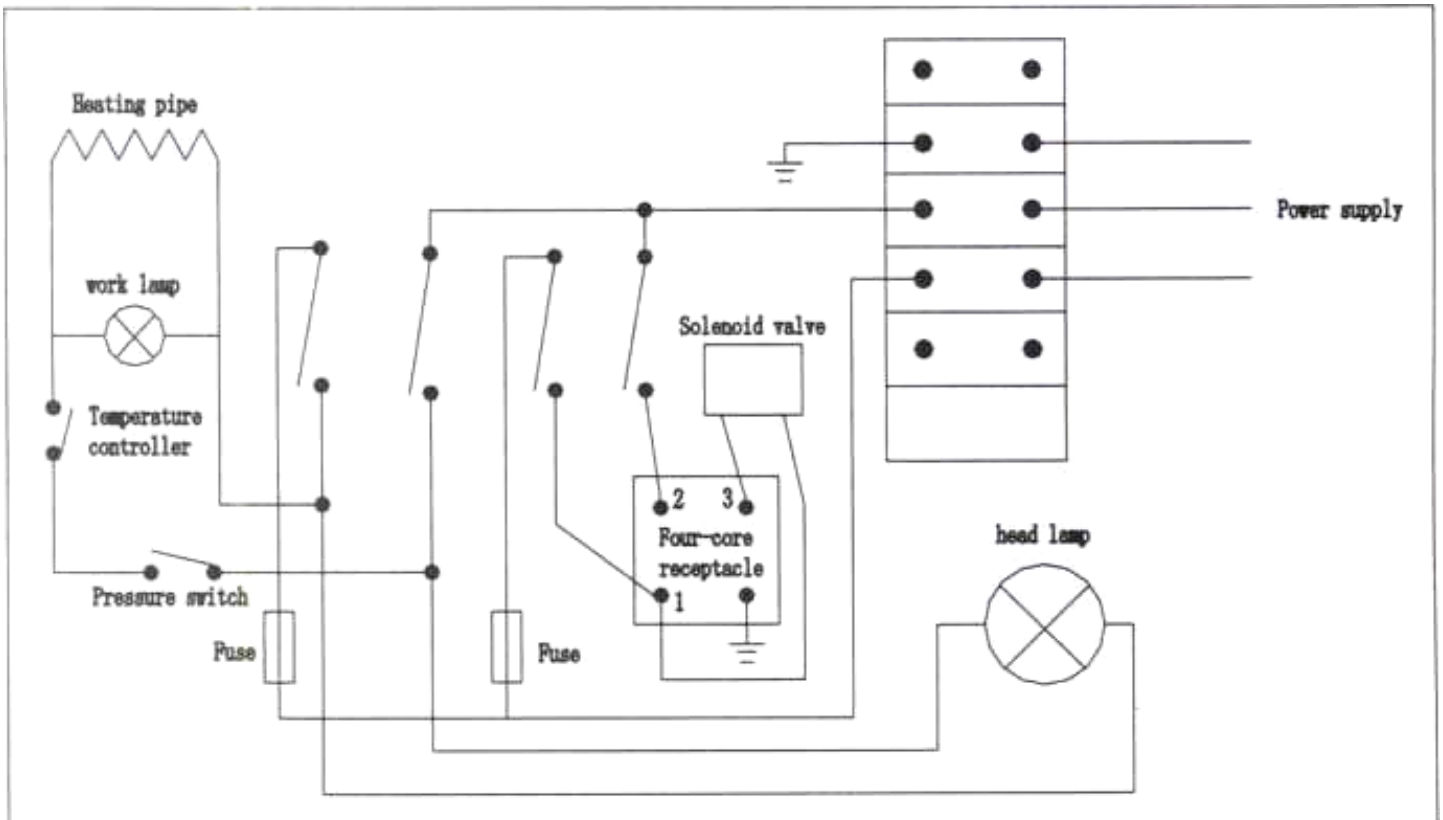 Heating pipe
Power supply
work lamp
Solenoid valve
Temperature
controller
2 3
Four-core
receptacle
1
head lamp
Pressure switch
Fuse
Fuse